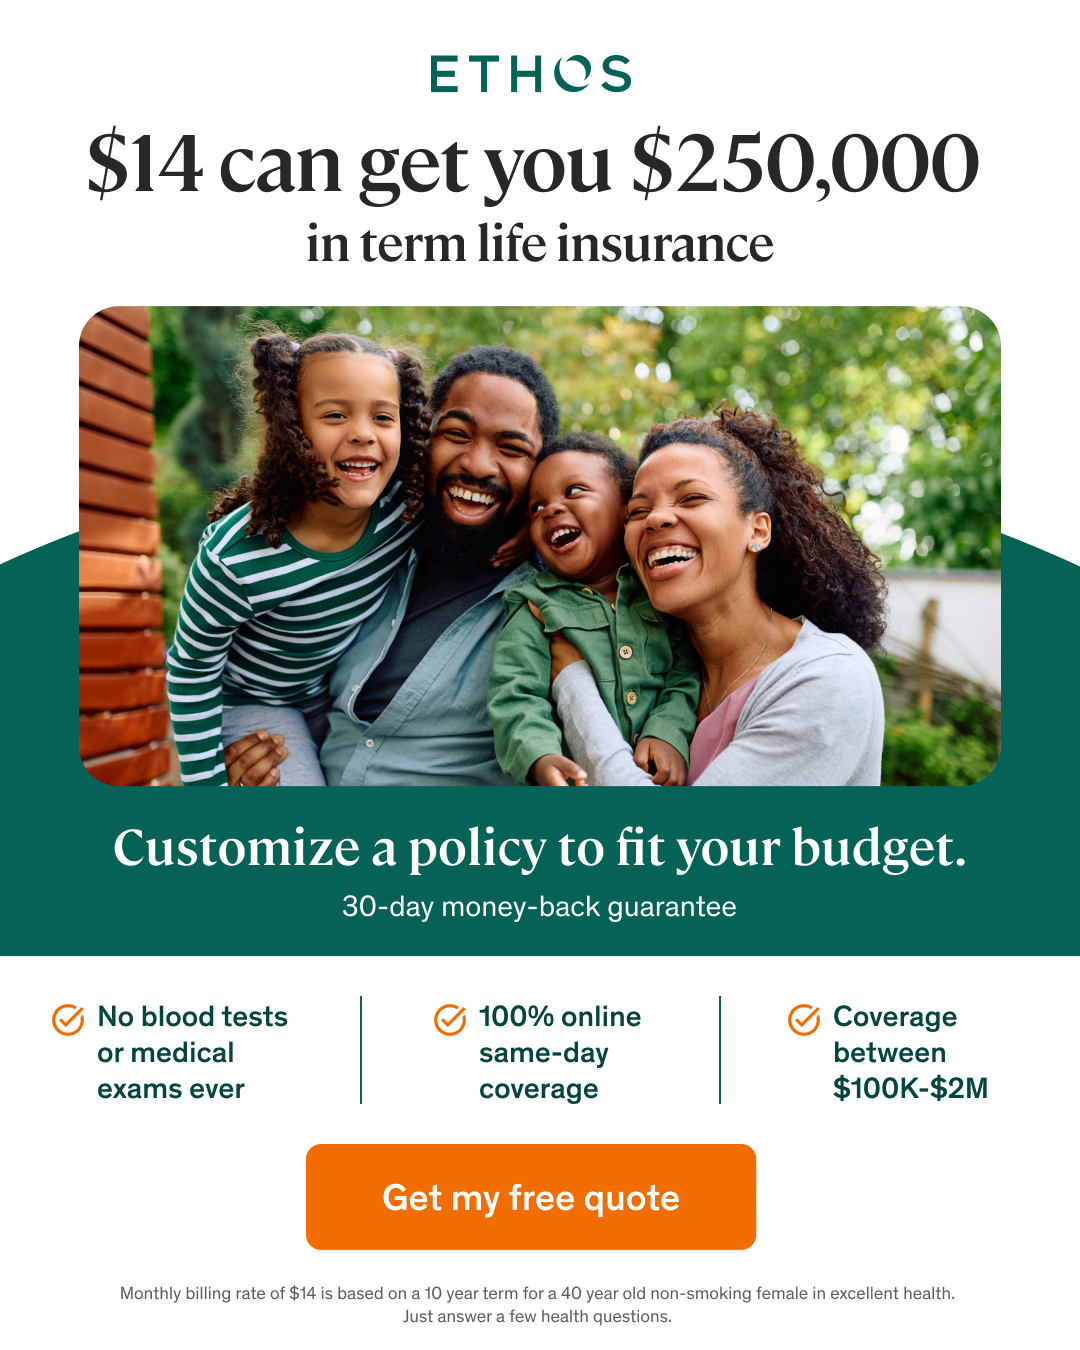 ETHOS
$14 can get you $250,000
in term life insurance
Customize a policy to fit your budget.
30-day money-back guarantee
No blood tests
or medical
exams ever
100% online
same-day
coverage
Coverage
between
$100K-$2M
Get my free quote
Monthly billing rate of $14 is based on a 10 year term for a 40 year old non-smoking female in excellent health.
Just answer a few health questions.